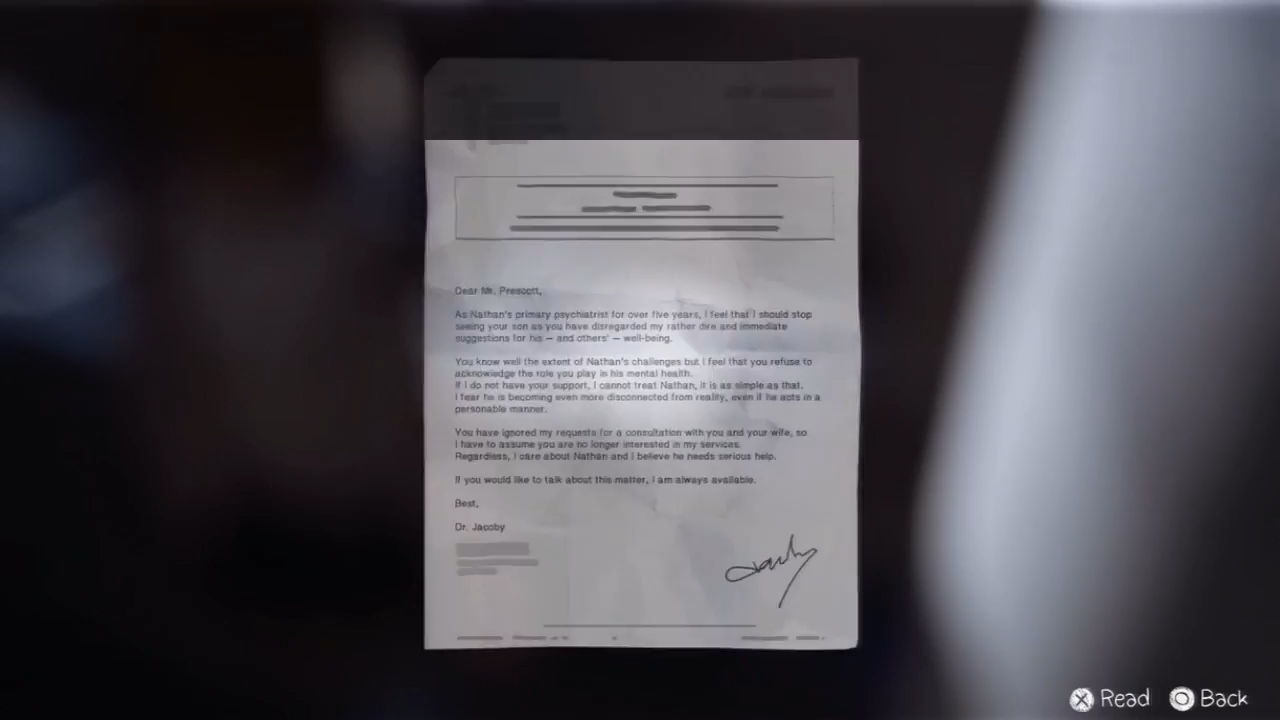 Dear Mr. Prescott,
As Nathan's primary psychiatrist for over five years, I feel that I should stop
seeing your son as you have disregarded my rather dire and immediate
suggestions for his – and others' – well-being.
You know well the extent of Nathan's challenges but I feel that you refuse to
acknowledge the role you play in his mental health.
If I do not have your support, I cannot treat Nathan, it is as simple as that.
I fear he is becoming even more disconnected from reality, even if he acts in a
personable manner.
You have ignored my requests for a consultation with you and your wife, so
I have to assume you are no longer interested in my services.
Regardless, I care about Nathan and I believe he needs serious help.
If you would like to talk about this matter, I am always available.
Best,
Dr. Jacoby
Read Back